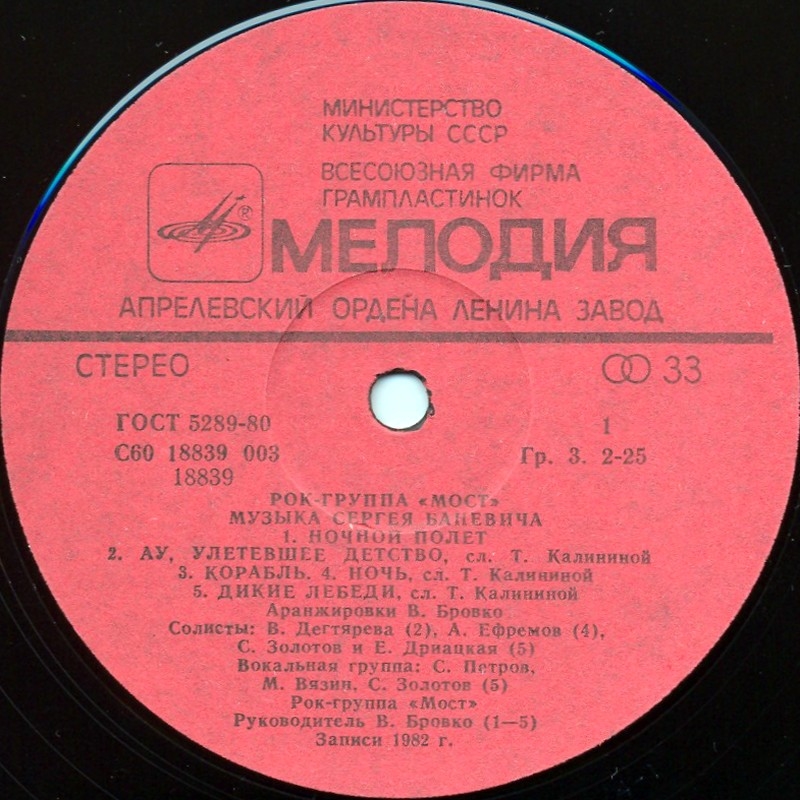 МИНИСТЕРСТВО
КУЛЬТУРЫ СССР
ВСЕСОЮЗНАЯ ФИРМА
ГРАМПЛАСТИНОК
®
МЕЛОДИЯ
АПРЕЛЕВСКИЙ ОРДЕНА ЛЕНИНА ЗАВОД
СТЕРЕО 33
ГОСТ 5289-80 1
С60 18839 003 Гр. 3. 2-25
18839
РОК-ГРУППА «МОСТ»
МУЗЫКА СЕРГЕЯ БАНЕВИЧА
1. НОЧНОЙ ПОЛЕТ
2. АУ, УЛЕТЕВШЕЕ ДЕТСТВО, сл. Т. Калининой
3. КОРАБЛЬ. 4. НОЧЬ, сл. Т. Калининой
5. ДИКИЕ ЛЕБЕДИ, сл. Т. Калининой
Аранжировки В. Бровко
Солисты: В. Дегтярева (2), А. Ефремов (4),
С. Золотов и Е. Дриацкая (5)
Вокальная группа: С. Петров,
М. Вязин, С. Золотов (5)
Рок-группа «Мост»
Руководитель В. Бровко (1—5)
Записи 1982 г.